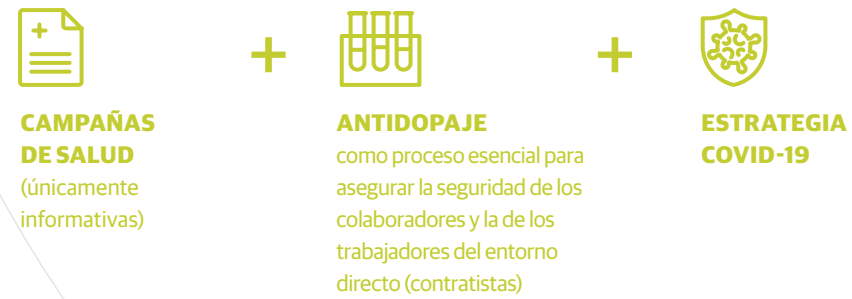 CAMPAÑAS
DE SALUD
(únicamente
informativas)
+
ANTIDOPAJE
como proceso esencial para
asegurar la seguridad de los
colaboradores y la de los
trabajadores del entorno
directo (contratistas)
+
ESTRATEGIA
COVID-19